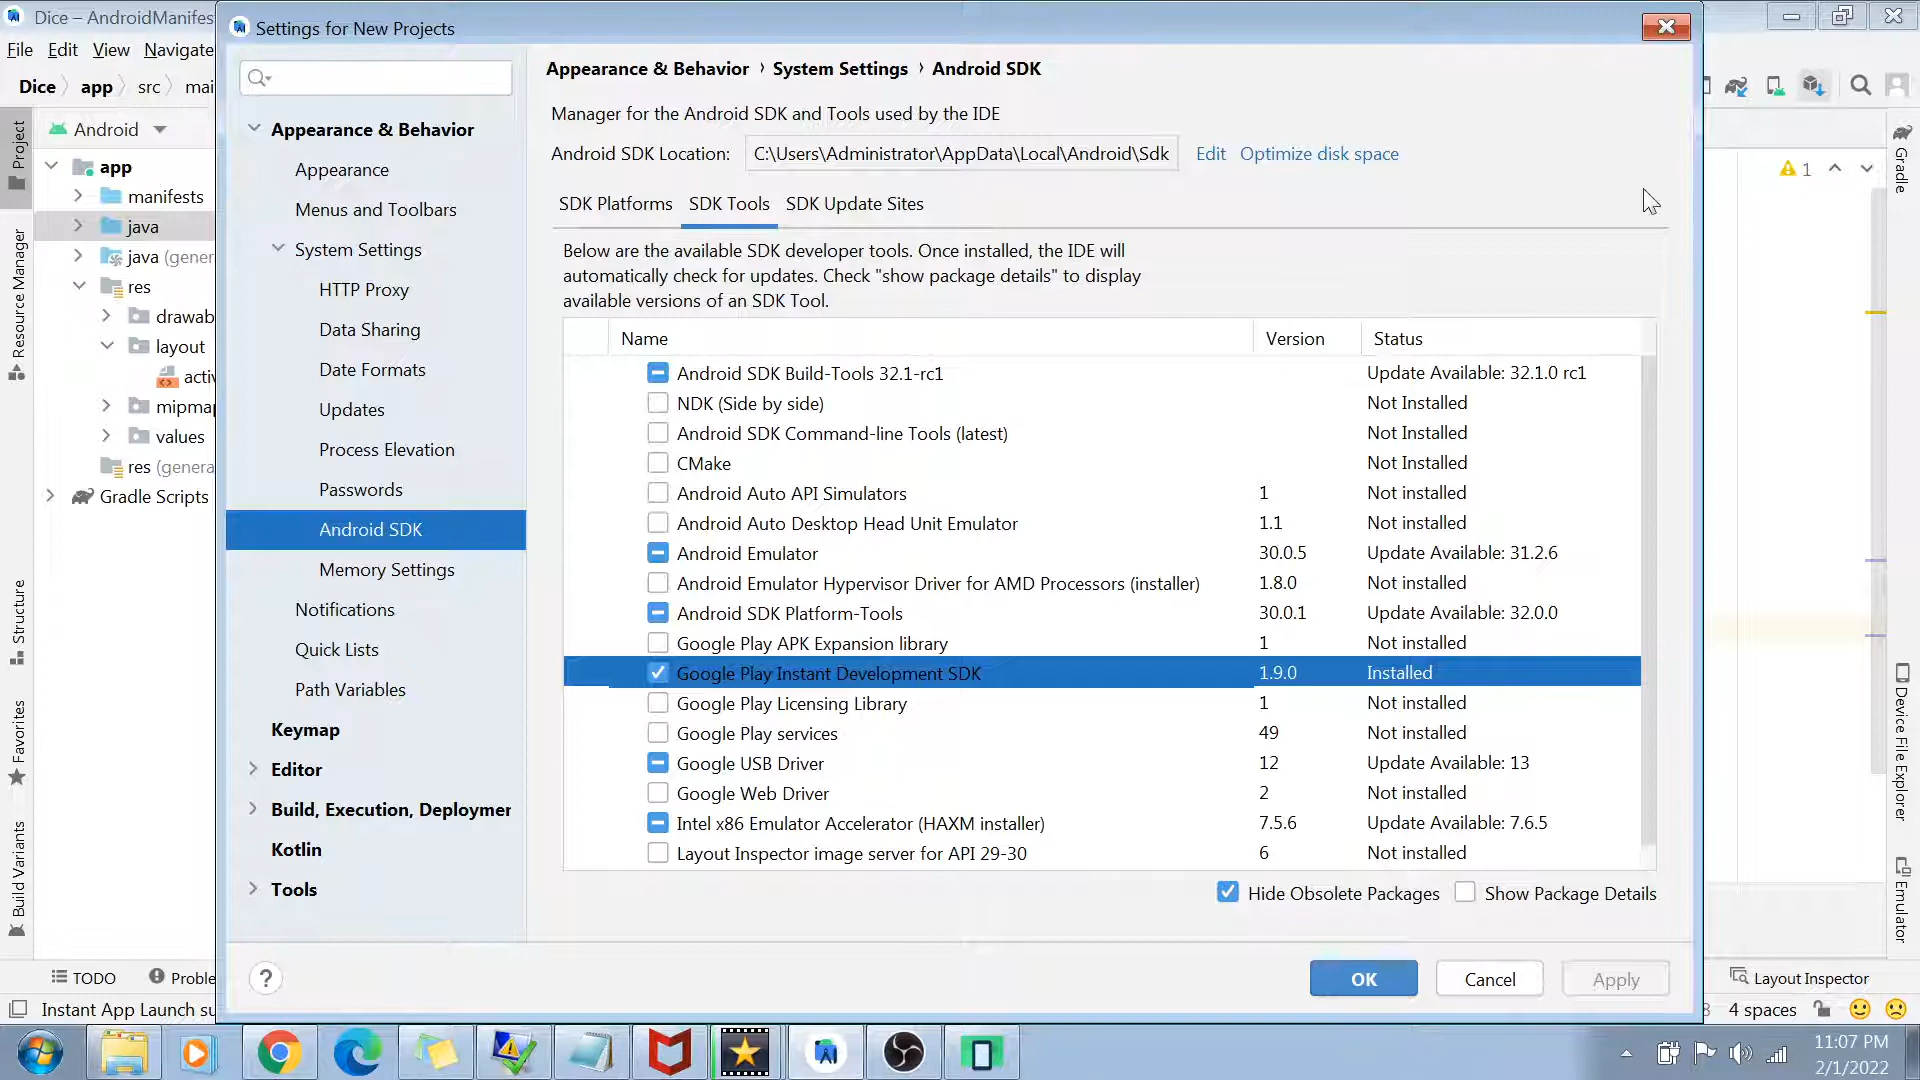 Dice – AndroidManifes
Settings for New Projects
File Edit View Navigate
Dice app src mai
Android
app
manifests
java
java (gener
res
drawab
layout
activ
mipmap
values
res (genera
Gradle Scripts
Project
Resource Manager
Structure
Favorites
Build Variants
Appearance & Behavior
Appearance
Menus and Toolbars
System Settings
HTTP Proxy
Data Sharing
Date Formats
Updates
Process Elevation
Passwords
Android SDK
Memory Settings
Notifications
Quick Lists
Path Variables
Keymap
Editor
Build, Execution, Deploymen
Kotlin
Tools
Appearance & Behavior › System Settings › Android SDK
Manager for the Android SDK and Tools used by the IDE
Android SDK Location: C:\Users\Administrator\AppData\Local\Android\Sdk Edit Optimize disk space
SDK Platforms SDK Tools SDK Update Sites
Below are the available SDK developer tools. Once installed, the IDE will
automatically check for updates. Check "show package details" to display
available versions of an SDK Tool.
Name Version Status
Android SDK Build-Tools 32.1-rc1 Update Available: 32.1.0 rc1
NDK (Side by side) Not Installed
Android SDK Command-line Tools (latest) Not Installed
CMake Not Installed
Android Auto API Simulators 1 Not installed
Android Auto Desktop Head Unit Emulator 1.1 Not installed
Android Emulator 30.0.5 Update Available: 31.2.6
Android Emulator Hypervisor Driver for AMD Processors (installer) 1.8.0 Not installed
Android SDK Platform-Tools 30.0.1 Update Available: 32.0.0
Google Play APK Expansion library 1 Not installed
Google Play Instant Development SDK 1.9.0 Installed
Google Play Licensing Library 1 Not installed
Google Play services 49 Not installed
Google USB Driver 12 Update Available: 13
Google Web Driver 2 Not installed
Intel x86 Emulator Accelerator (HAXM installer) 7.5.6 Update Available: 7.6.5
Layout Inspector image server for API 29-30 6 Not installed
Hide Obsolete Packages Show Package Details
? OK Cancel Apply
1
Gradle
Device File Explorer
Emulator
TODO Proble
Layout Inspector
Instant App Launch su
8 4 spaces
11:07 PM
2/1/2022